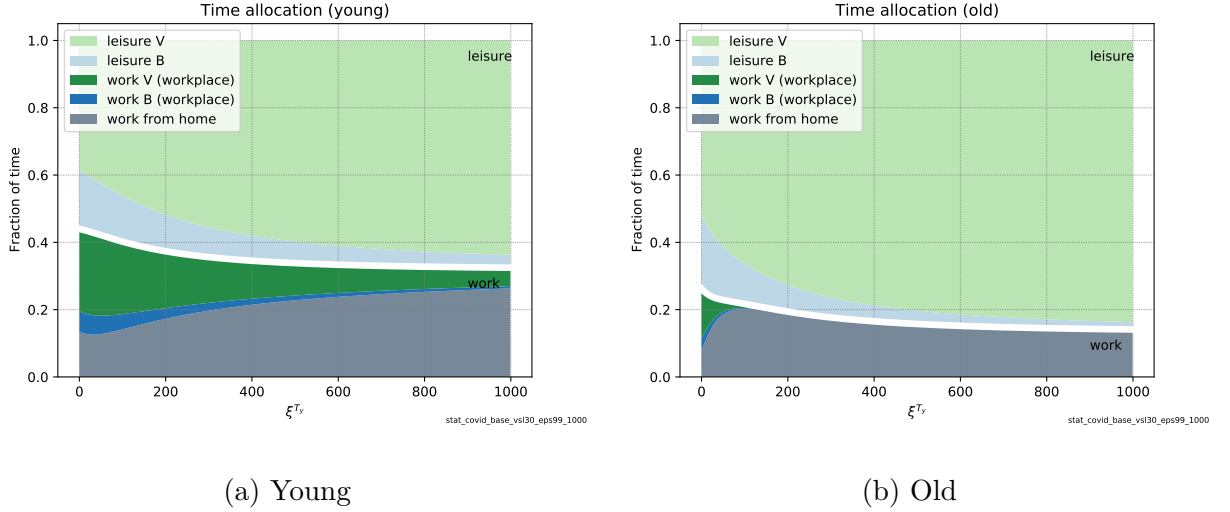 Time allocation (young)
1.0
0.8
0.6
0.4
0.2
0.0
Fraction of time
leisure V
leisure B
work V (workplace)
work B (workplace)
work from home
leisure
work
0 200 400 600 800 1000
ξ^{T_y}
stat_covid_base_vsl30_eps99_1000
(a) Young
Time allocation (old)
1.0
0.8
0.6
0.4
0.2
0.0
Fraction of time
leisure V
leisure B
work V (workplace)
work B (workplace)
work from home
leisure
work
0 200 400 600 800 1000
ξ^{T_y}
stat_covid_base_vsl30_eps99_1000
(b) Old